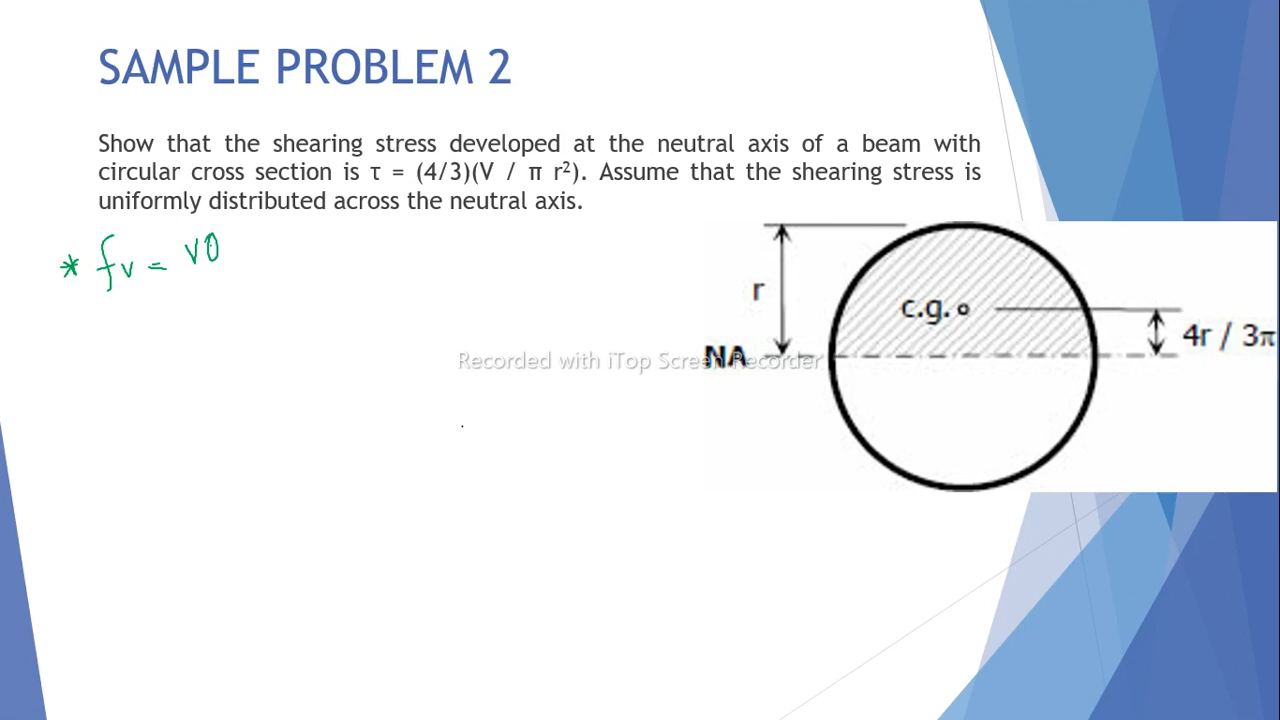 SAMPLE PROBLEM 2
Show that the shearing stress developed at the neutral axis of a beam with
circular cross section is τ = (4/3)(V / π r²). Assume that the shearing stress is
uniformly distributed across the neutral axis.
* fv = VQ
r
c.g.
4r / 3π
NA
Recorded with iTop Screen Recorder